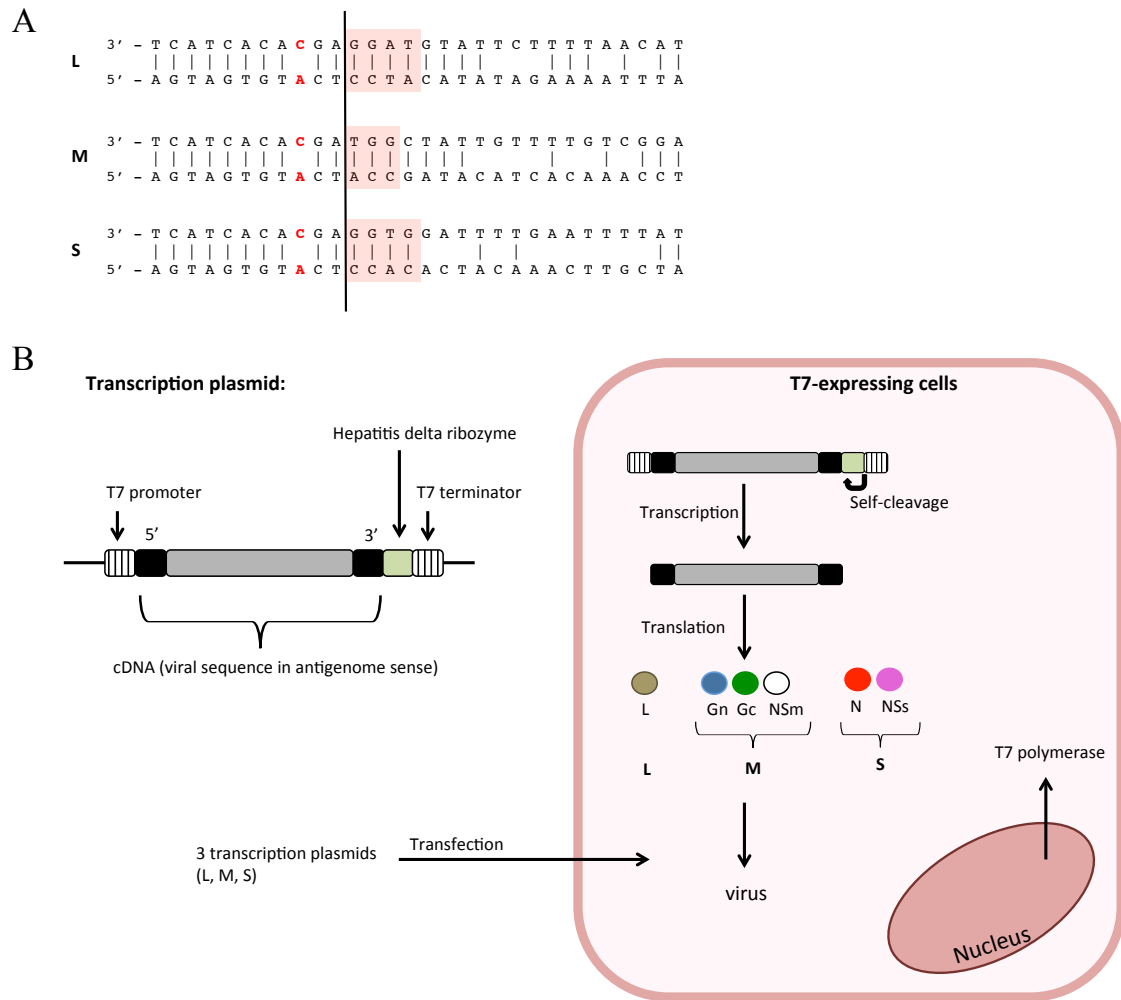 A
3' – T C A T C A C A C G A G G A T G T A T T C T T T T A A C A T
L
5' – A G T A G T G T A C T C C T A C A T A T A G A A A A T T T A
3' – T C A T C A C A C G A T G G C T A T T G T T T T G T C G G A
M
5' – A G T A G T G T A C T A C C G A T A C A T C A C A A A C C T
3' – T C A T C A C A C G A G G T G G A T T T T G A A T T T T A T
S
5' – A G T A G T G T A C T C C A C A C T A C A A A C T T G C T A
B
Transcription plasmid:
Hepatitis delta ribozyme
T7 promoter
T7 terminator
5'
3'
cDNA (viral sequence in antigenome sense)
3 transcription plasmids
(L, M, S)
Transfection
T7-expressing cells
Self-cleavage
Transcription
Translation
L
Gn Gc NSm
N NSs
L
M
S
virus
T7 polymerase
Nucleus